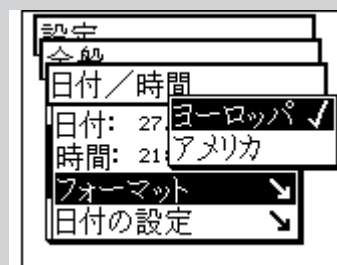 設定
全般
日付／時間
日付: 27.
ヨーロッパ ✓
時間: 21:
アメリカ
フォーマット ↘
日付の設定 ↘